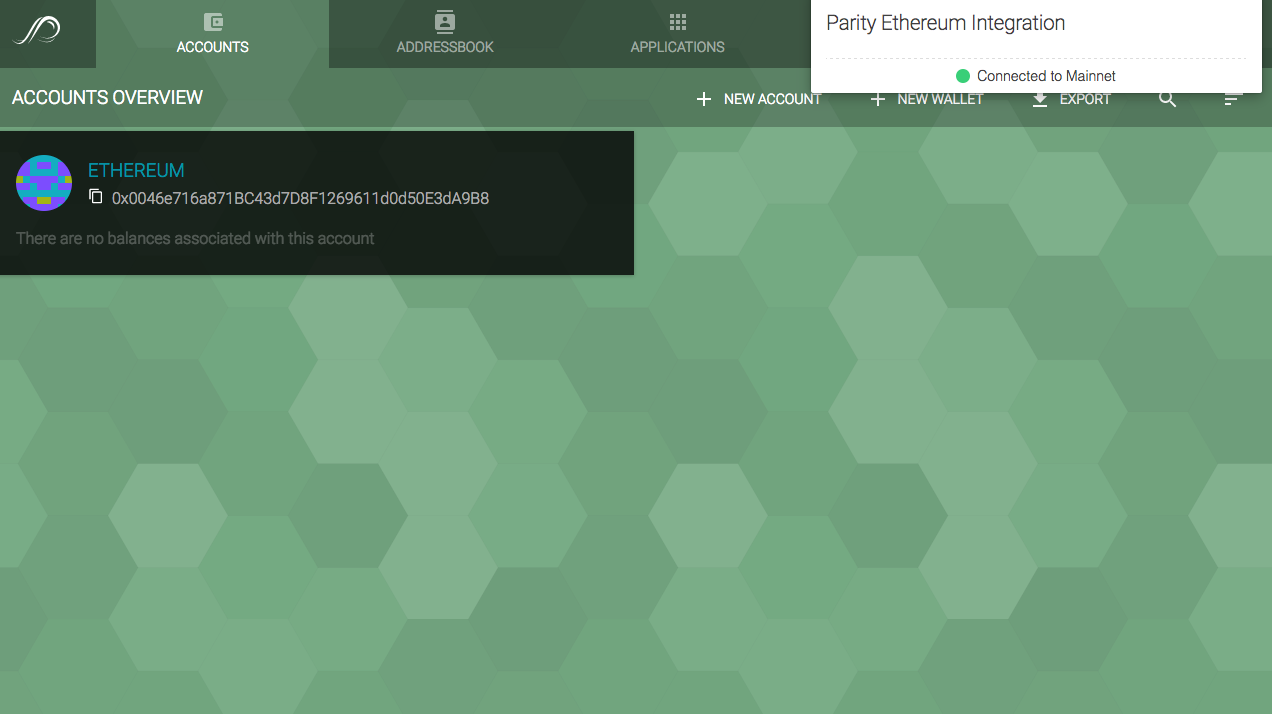 ACCOUNTS
ADDRESSBOOK
APPLICATIONS
Parity Ethereum Integration
Connected to Mainnet
ACCOUNTS OVERVIEW
NEW ACCOUNT
NEW WALLET
EXPORT
ETHEREUM
0x0046e716a871BC43d7D8F1269611d0d50E3dA9B8
There are no balances associated with this account